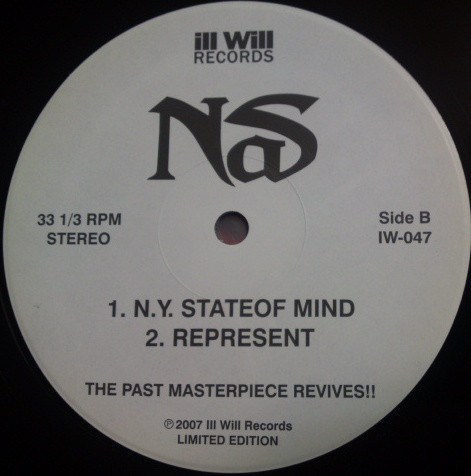 ill Will
RECORDS
NaS
33 1/3 RPM
STEREO
Side B
IW-047
1. N.Y. STATEOF MIND
2. REPRESENT
THE PAST MASTERPIECE REVIVES!!
℗2007 Ill Will Records
LIMITED EDITION